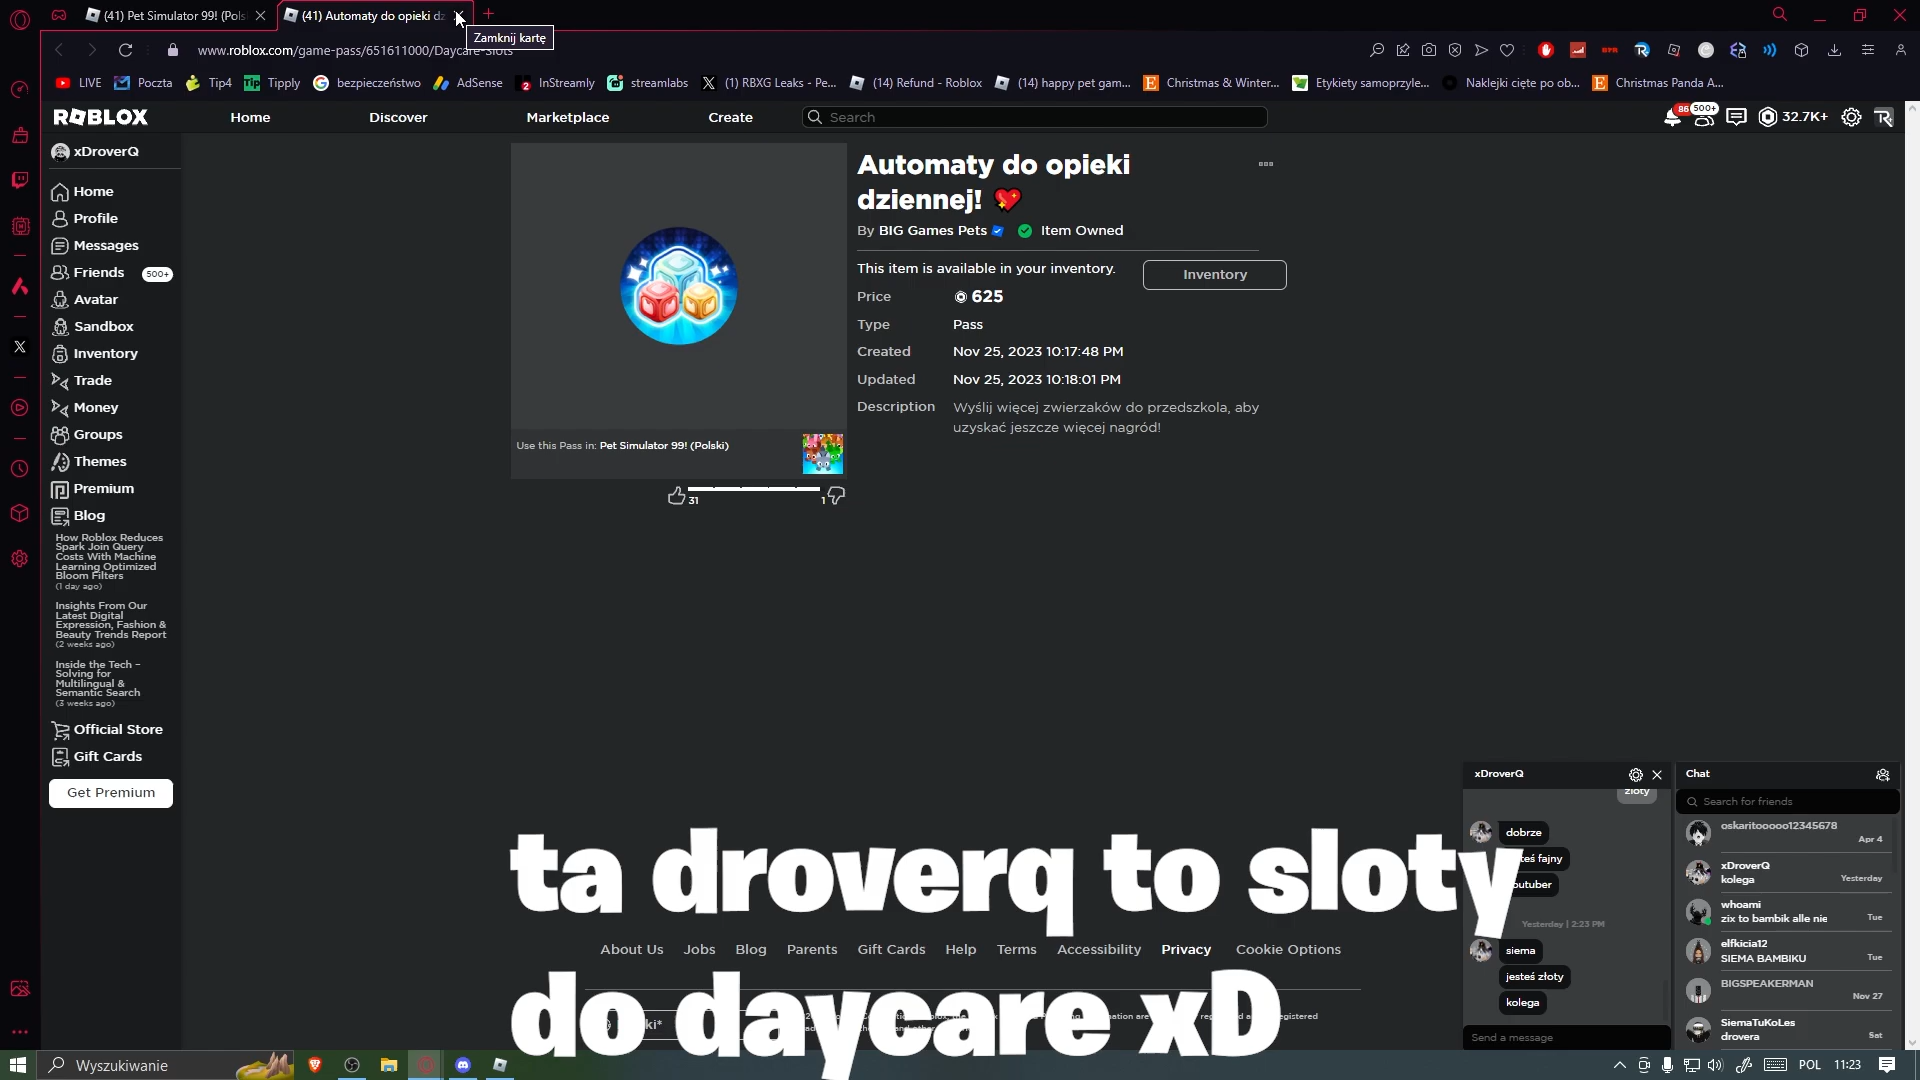 (41) Pet Simulator 99! (Pols
(41) Automaty do opieki dz
Zamknij kartę
www.roblox.com/game-pass/651611000/Daycare-Slots
LIVE
Poczta
Tip4
Tipply
bezpieczeństwo
AdSense
InStreamly
streamlabs
(1) RBXG Leaks - Pe...
(14) Refund - Roblox
(14) happy pet gam...
Christmas & Winter...
Etykiety samoprzyle...
Naklejki cięte po ob...
Christmas Panda A...
ROBLOX
Home
Discover
Marketplace
Create
Search
86
500+
32.7K+
xDroverQ
Home
Profile
Messages
Friends 500+
Avatar
Sandbox
Inventory
Trade
Money
Groups
Themes
Premium
Blog
How Roblox Reduces
Spark Join Query
Costs With Machine
Learning Optimized
Bloom Filters
(1 day ago)
Insights From Our
Latest Digital
Expression, Fashion &
Beauty Trends Report
(2 weeks ago)
Inside the Tech –
Solving for
Multilingual &
Semantic Search
(3 weeks ago)
Official Store
Gift Cards
Get Premium
Automaty do opieki
dziennej!
By BIG Games Pets Item Owned
This item is available in your inventory.
Inventory
Price 625
Type Pass
Created Nov 25, 2023 10:17:48 PM
Updated Nov 25, 2023 10:18:01 PM
Description Wyślij więcej zwierzaków do przedszkola, aby
uzyskać jeszcze więcej nagród!
Use this Pass in: Pet Simulator 99! (Polski)
31
1
ta droverq to sloty
do daycare xD
About Us
Jobs
Blog
Parents
Gift Cards
Help
Terms
Accessibility
Privacy
Cookie Options
xDroverQ
złoty
dobrze
Yesterday | 2:23 PM
siema
jesteś złoty
kolega
Send a message
Chat
Search for friends
oskaritooooo12345678
Apr 4
xDroverQ
kolega
Yesterday
whoami
zix to bambik alle nie
Tue
elfkicia12
SIEMA BAMBIKU
Tue
BIGSPEAKERMAN
Nov 27
SiemaTuKoLes
drovera
Sat
Wyszukiwanie
POL
11:23